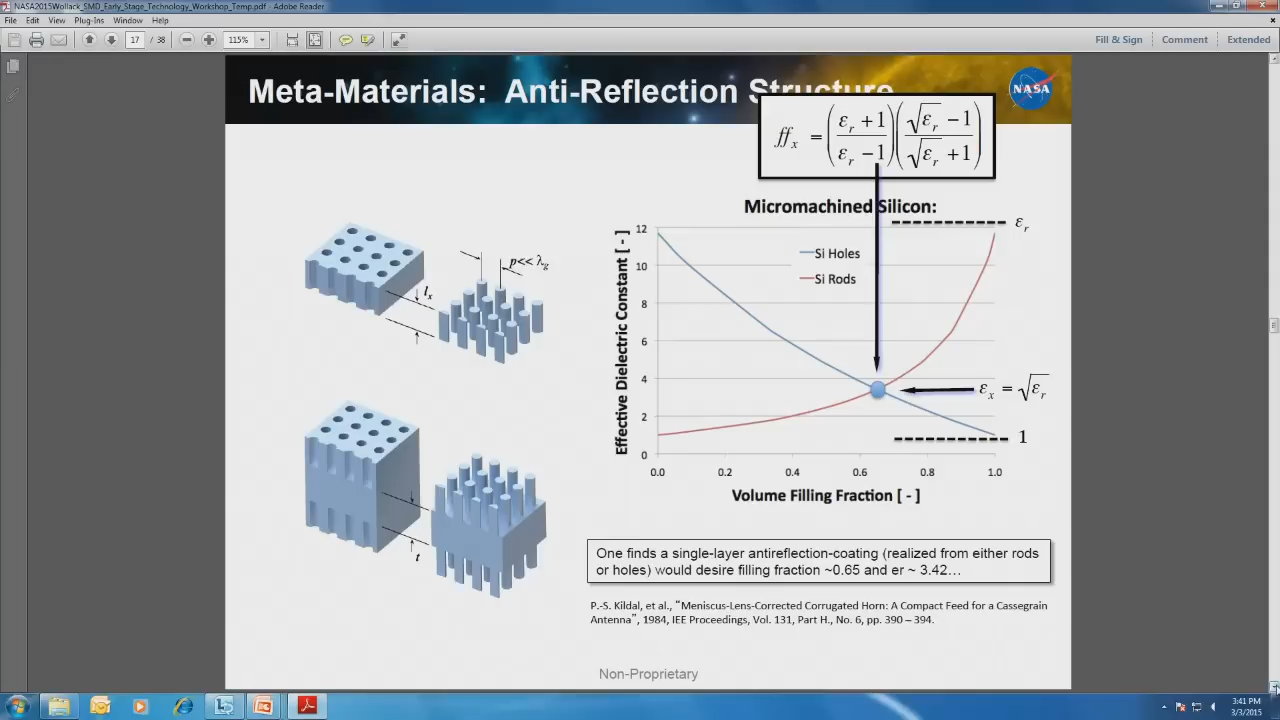 NASA2015Wollack_SMD_Early_Stage_Technology_Workshop_Temp.pdf - Adobe Reader
File Edit View Plug-Ins Window Help
17 / 38 115% Fill & Sign Comment Extended
Meta-Materials: Anti-Reflection Structure
NASA
ff_x = ( (ε_r + 1) / (ε_r − 1) ) ( (√ε_r − 1) / (√ε_r + 1) )
Micromachined Silicon:
p<< λ_g
l_x
t
Effective Dielectric Constant [ - ]
12
10
8
6
4
2
0
Si Holes
Si Rods
ε_r
ε_x = √ε_r
1
0.0 0.2 0.4 0.6 0.8 1.0
Volume Filling Fraction [ - ]
One finds a single-layer antireflection-coating (realized from either rods
or holes) would desire filling fraction ~0.65 and er ~ 3.42…
P.-S. Kildal, et al., “Meniscus-Lens-Corrected Corrugated Horn: A Compact Feed for a Cassegrain
Antenna”, 1984, IEE Proceedings, Vol. 131, Part H., No. 6, pp. 390 – 394.
Non-Proprietary
3:41 PM
3/3/2015